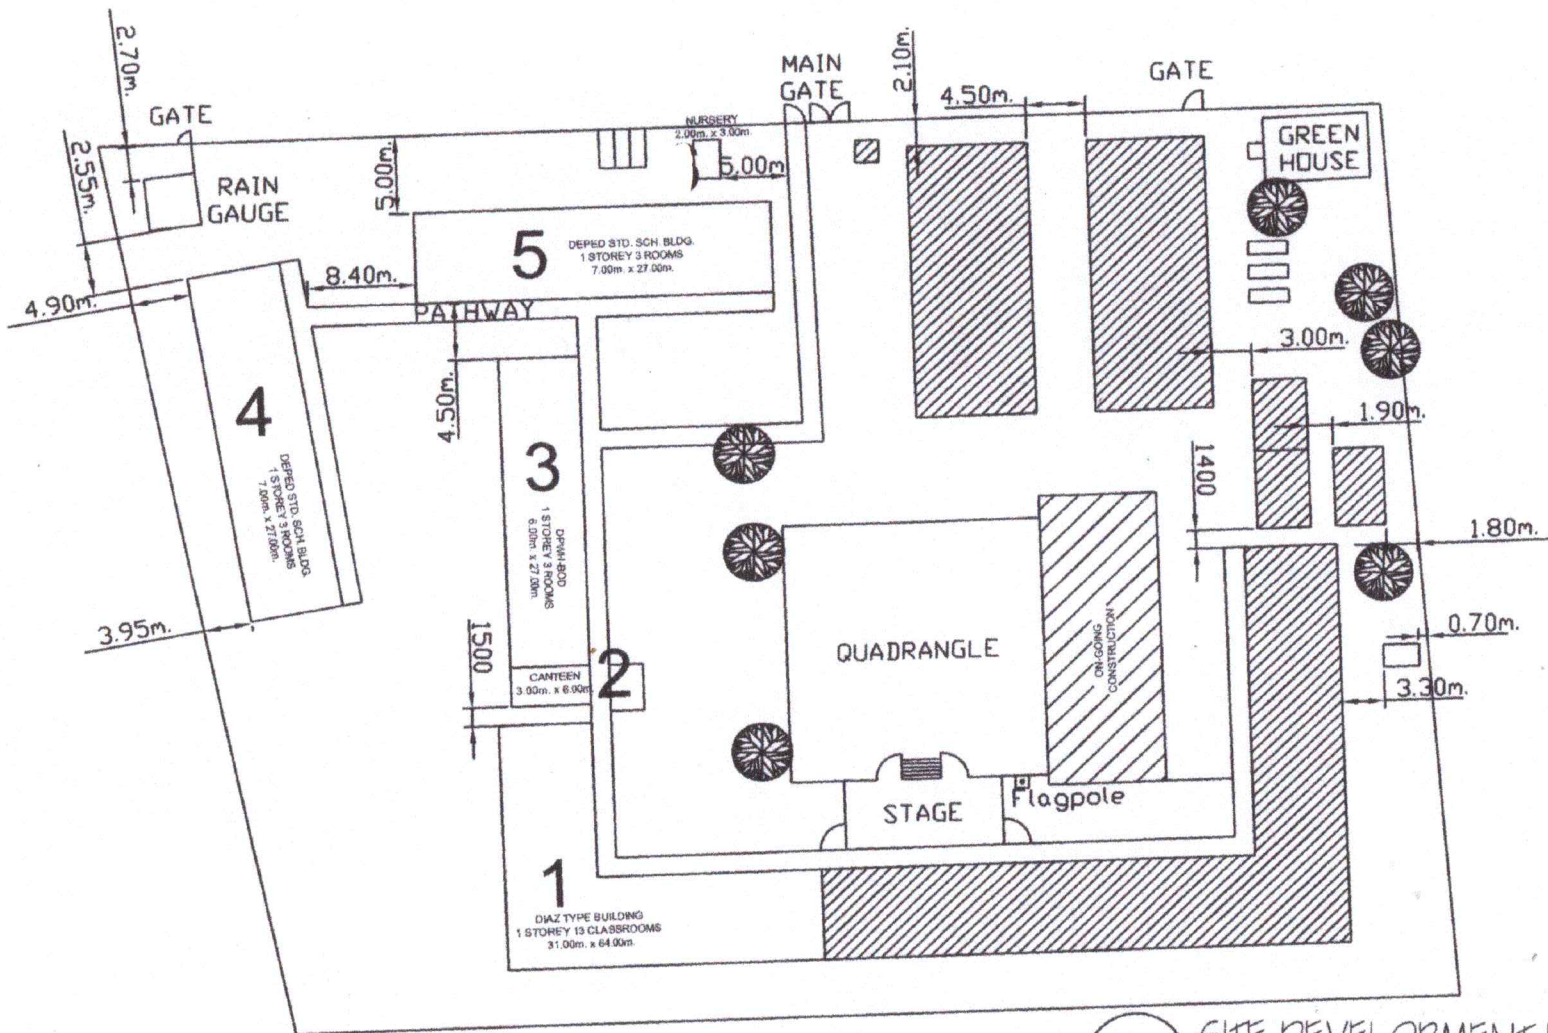 2.70m.
GATE
2.55m.
RAIN
GAUGE
5.00m.
NURSERY
2.00m. x 3.00m.
5.00m
MAIN
GATE
2.10m.
4.50m.
GATE
GREEN
HOUSE
5
DEPED STD. SCH. BLDG.
1 STOREY 3 ROOMS
7.00m. x 27.00m.
8.40m.
4.90m.
PATHWAY
4.50m.
3.00m.
1.90m.
4
DEPED STD. SCH. BLDG.
1 STOREY 3 ROOMS
7.00m. x 27.00m.
3
DPWH-BOD
1 STOREY 3 ROOMS
6.00m. x 27.00m.
1400
1.80m.
3.95m.
1500
CANTEEN
3.00m. x 6.00m.
2
QUADRANGLE
ON-GOING
CONSTRUCTION
0.70m.
3.30m.
STAGE
Flagpole
1
DIAZ TYPE BUILDING
1 STOREY 13 CLASSROOMS
31.00m. x 64.00m.
SITE DEVELOPMENT